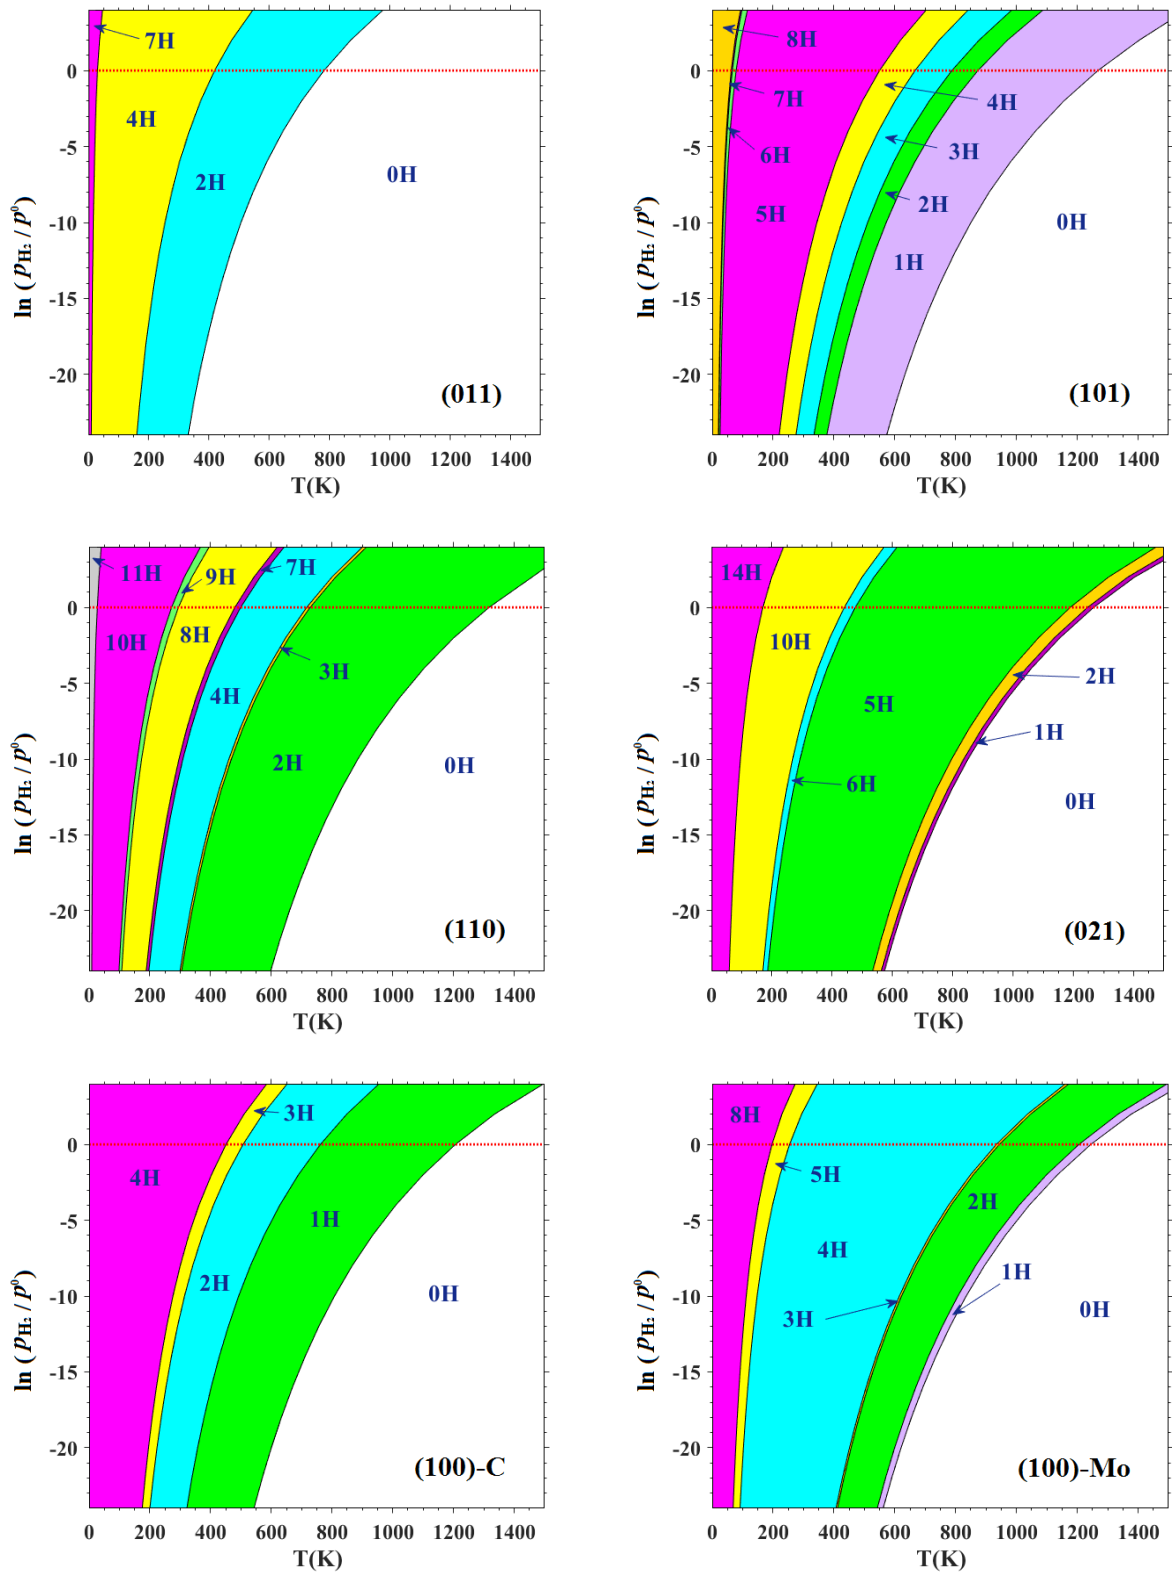 7H
4H
2H
0H
(011)
0
-5
-10
-15
-20
0 200 400 600 800 1000 1200 1400
T(K)
ln ( p_H₂ / p⁰)
8H
7H
6H
5H
4H
3H
2H
1H
0H
(101)
0
-5
-10
-15
-20
0 200 400 600 800 1000 1200 1400
T(K)
ln ( p_H₂ / p⁰)
11H
10H
9H
8H
7H
4H
3H
2H
0H
(110)
0
-5
-10
-15
-20
0 200 400 600 800 1000 1200 1400
T(K)
ln ( p_H₂ / p⁰)
14H
10H
6H
5H
2H
1H
0H
(021)
0
-5
-10
-15
-20
0 200 400 600 800 1000 1200 1400
T(K)
ln ( p_H₂ / p⁰)
4H
3H
2H
1H
0H
(100)-C
0
-5
-10
-15
-20
0 200 400 600 800 1000 1200 1400
T(K)
ln ( p_H₂ / p⁰)
8H
5H
4H
3H
2H
1H
0H
(100)-Mo
0
-5
-10
-15
-20
0 200 400 600 800 1000 1200 1400
T(K)
ln ( p_H₂ / p⁰)